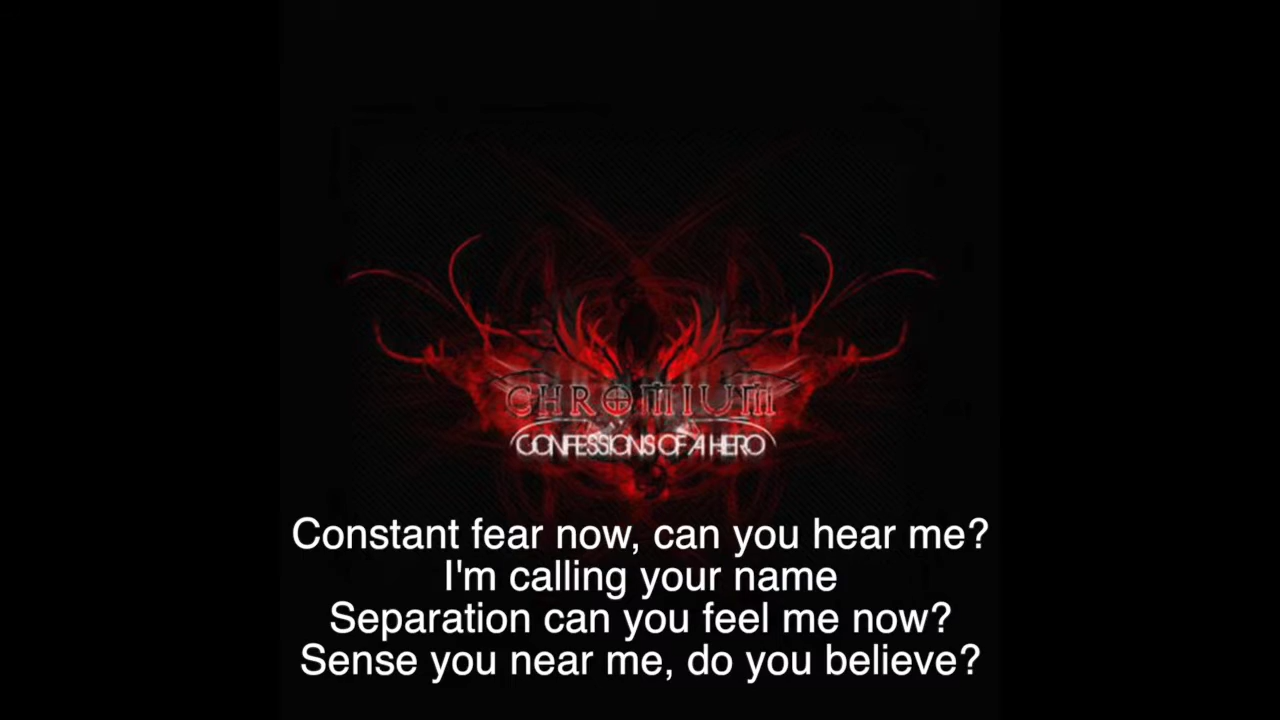 CHROMIUM
CONFESSIONS OF A HERO
Constant fear now, can you hear me?
I'm calling your name
Separation can you feel me now?
Sense you near me, do you believe?